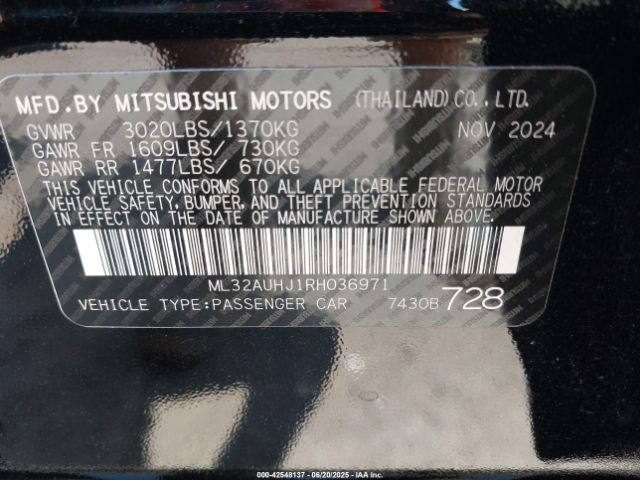 MFD.BY MITSUBISHI MOTORS (THAILAND)CO.,LTD.
GVWR 3020LBS/1370KG NOV 2024
GAWR FR 1609LBS/ 730KG
GAWR RR 1477LBS/ 670KG
THIS VEHICLE CONFORMS TO ALL APPLICABLE FEDERAL MOTOR
VEHICLE SAFETY, BUMPER, AND THEFT PREVENTION STANDARDS
IN EFFECT ON THE DATE OF MANUFACTURE SHOWN ABOVE.
ML32AUHJ1RH036971
VEHICLE TYPE:PASSENGER CAR 7430B 728
000-42548137 - 06/20/2025 - IAAI.COM